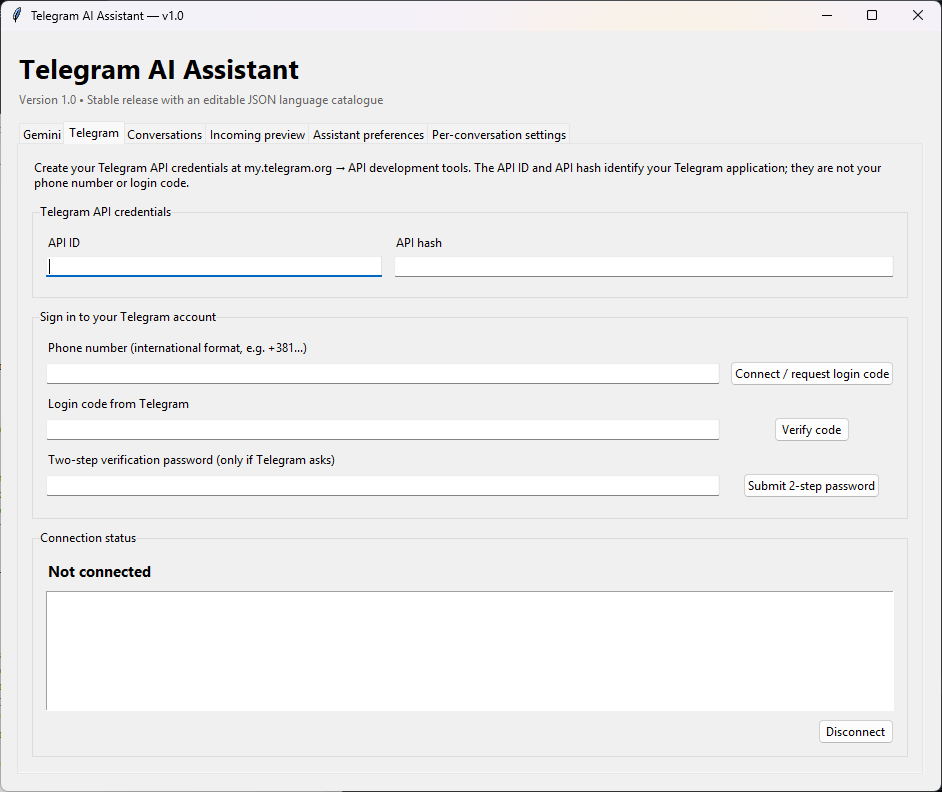 Telegram AI Assistant — v1.0
Telegram AI Assistant
Version 1.0 • Stable release with an editable JSON language catalogue
Gemini Telegram Conversations Incoming preview Assistant preferences Per-conversation settings
Create your Telegram API credentials at my.telegram.org → API development tools. The API ID and API hash identify your Telegram application; they are not your
phone number or login code.
Telegram API credentials
API ID API hash
Sign in to your Telegram account
Phone number (international format, e.g. +381...)
Connect / request login code
Login code from Telegram
Verify code
Two-step verification password (only if Telegram asks)
Submit 2-step password
Connection status
Not connected
Disconnect